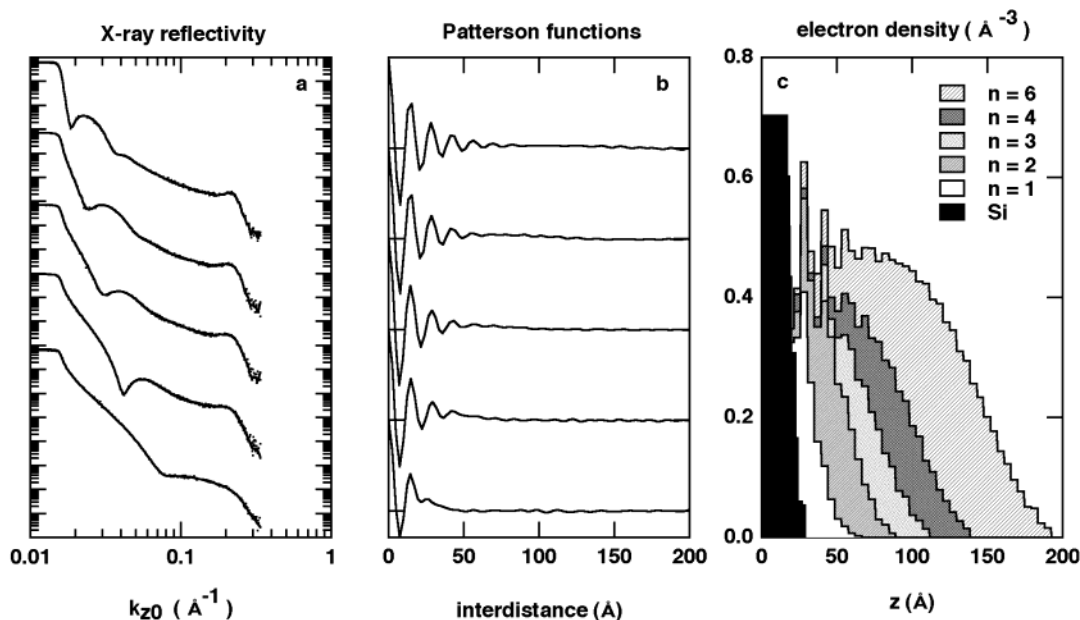 X-ray reflectivity
a
0.01
0.1
1
kz0 ( Å-1 )
Patterson functions
b
0
50
100
150
200
interdistance (Å)
electron density ( Å-3 )
c
0.8
0.6
0.4
0.2
0.0
n = 6
n = 4
n = 3
n = 2
n = 1
Si
0
50
100
150
200
z (Å)